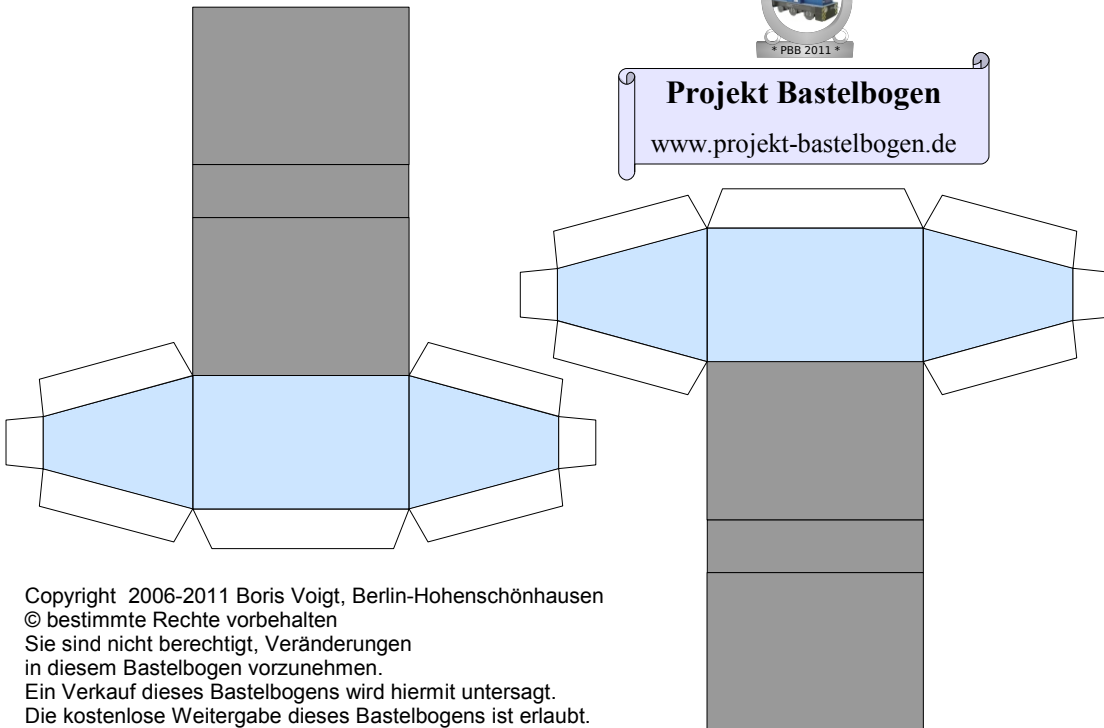 * PBB 2011 *
Projekt Bastelbogen
www.projekt-bastelbogen.de
Copyright  2006-2011 Boris Voigt, Berlin-Hohenschönhausen
© bestimmte Rechte vorbehalten
Sie sind nicht berechtigt, Veränderungen
in diesem Bastelbogen vorzunehmen.
Ein Verkauf dieses Bastelbogens wird hiermit untersagt.
Die kostenlose Weitergabe dieses Bastelbogens ist erlaubt.